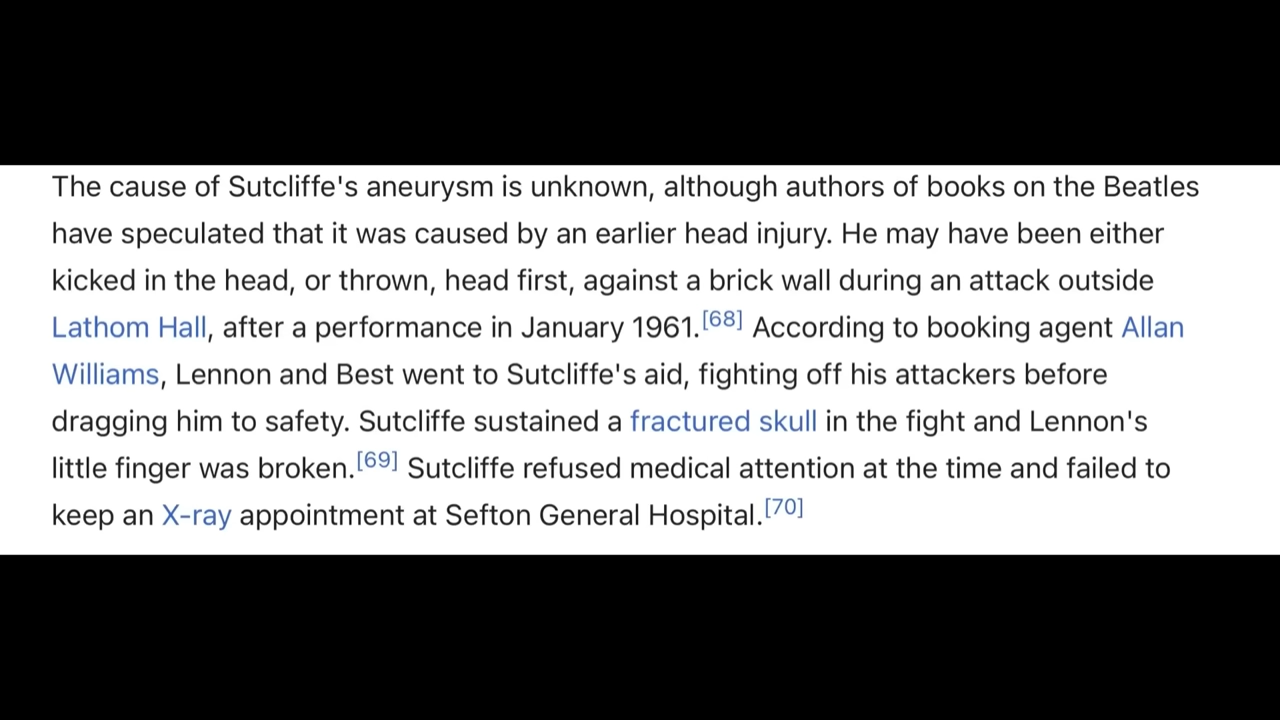 The cause of Sutcliffe's aneurysm is unknown, although authors of books on the Beatles
have speculated that it was caused by an earlier head injury. He may have been either
kicked in the head, or thrown, head first, against a brick wall during an attack outside
Lathom Hall, after a performance in January 1961.[68] According to booking agent Allan
Williams, Lennon and Best went to Sutcliffe's aid, fighting off his attackers before
dragging him to safety. Sutcliffe sustained a fractured skull in the fight and Lennon's
little finger was broken.[69] Sutcliffe refused medical attention at the time and failed to
keep an X-ray appointment at Sefton General Hospital.[70]